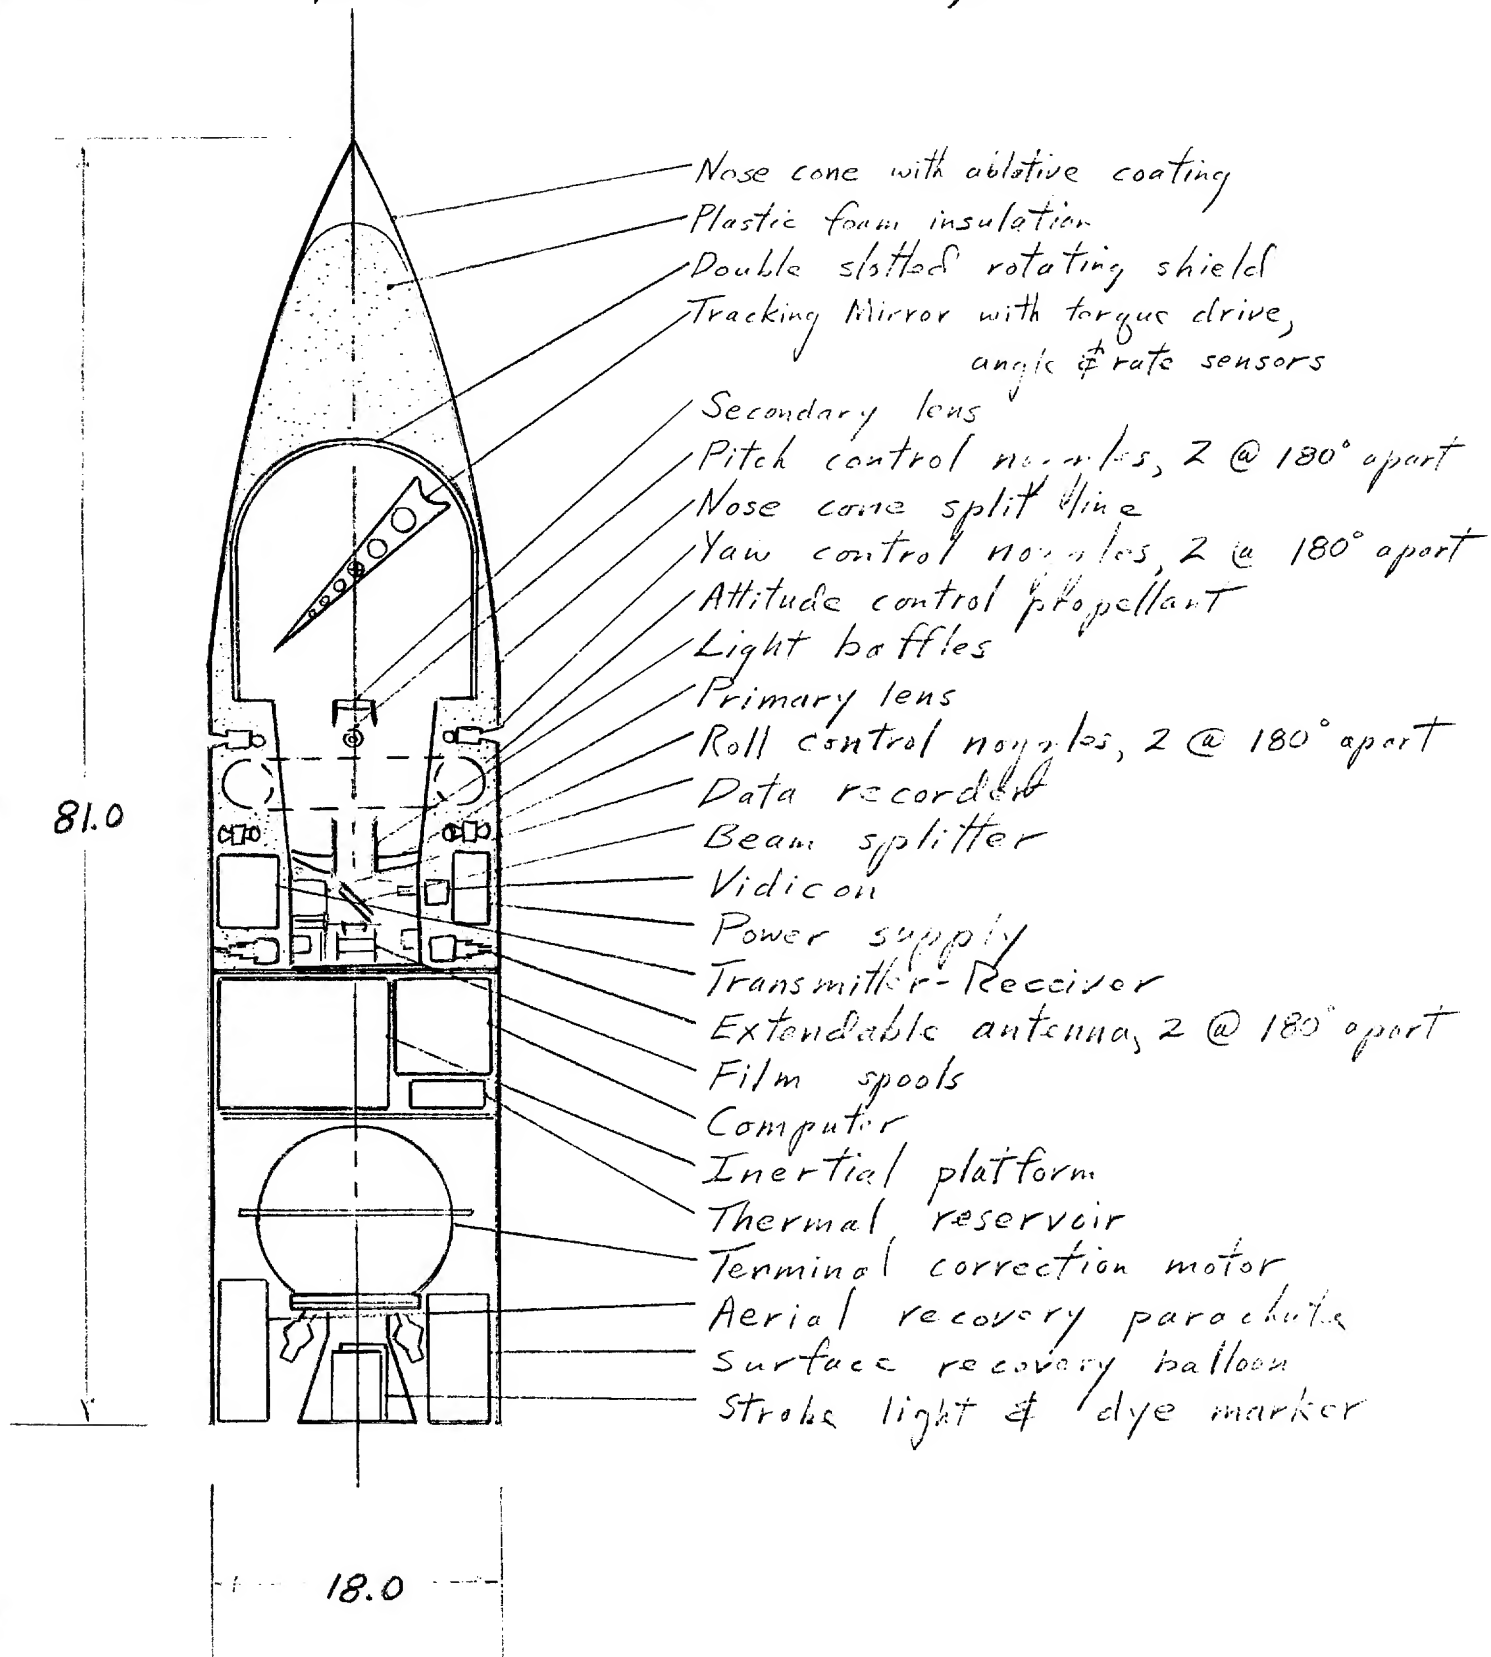 Nose cone with ablative coating
Plastic foam insulation
Double slotted rotating shield
Tracking Mirror with torque drive,
angle & rate sensors
Secondary lens
Pitch control nozzles, 2 @ 180° apart
Nose cone split line
Yaw control nozzles, 2 @ 180° apart
Attitude control propellant
Light baffles
Primary lens
Roll control nozzles, 2 @ 180° apart
Data recorder
Beam splitter
Vidicon
Power supply
Transmitter-Receiver
Extendable antenna, 2 @ 180° apart
Film spools
Computer
Inertial platform
Thermal reservoir
Terminal correction motor
Aerial recovery parachute
Surface recovery balloon
Strobe light & dye marker
81.0
18.0